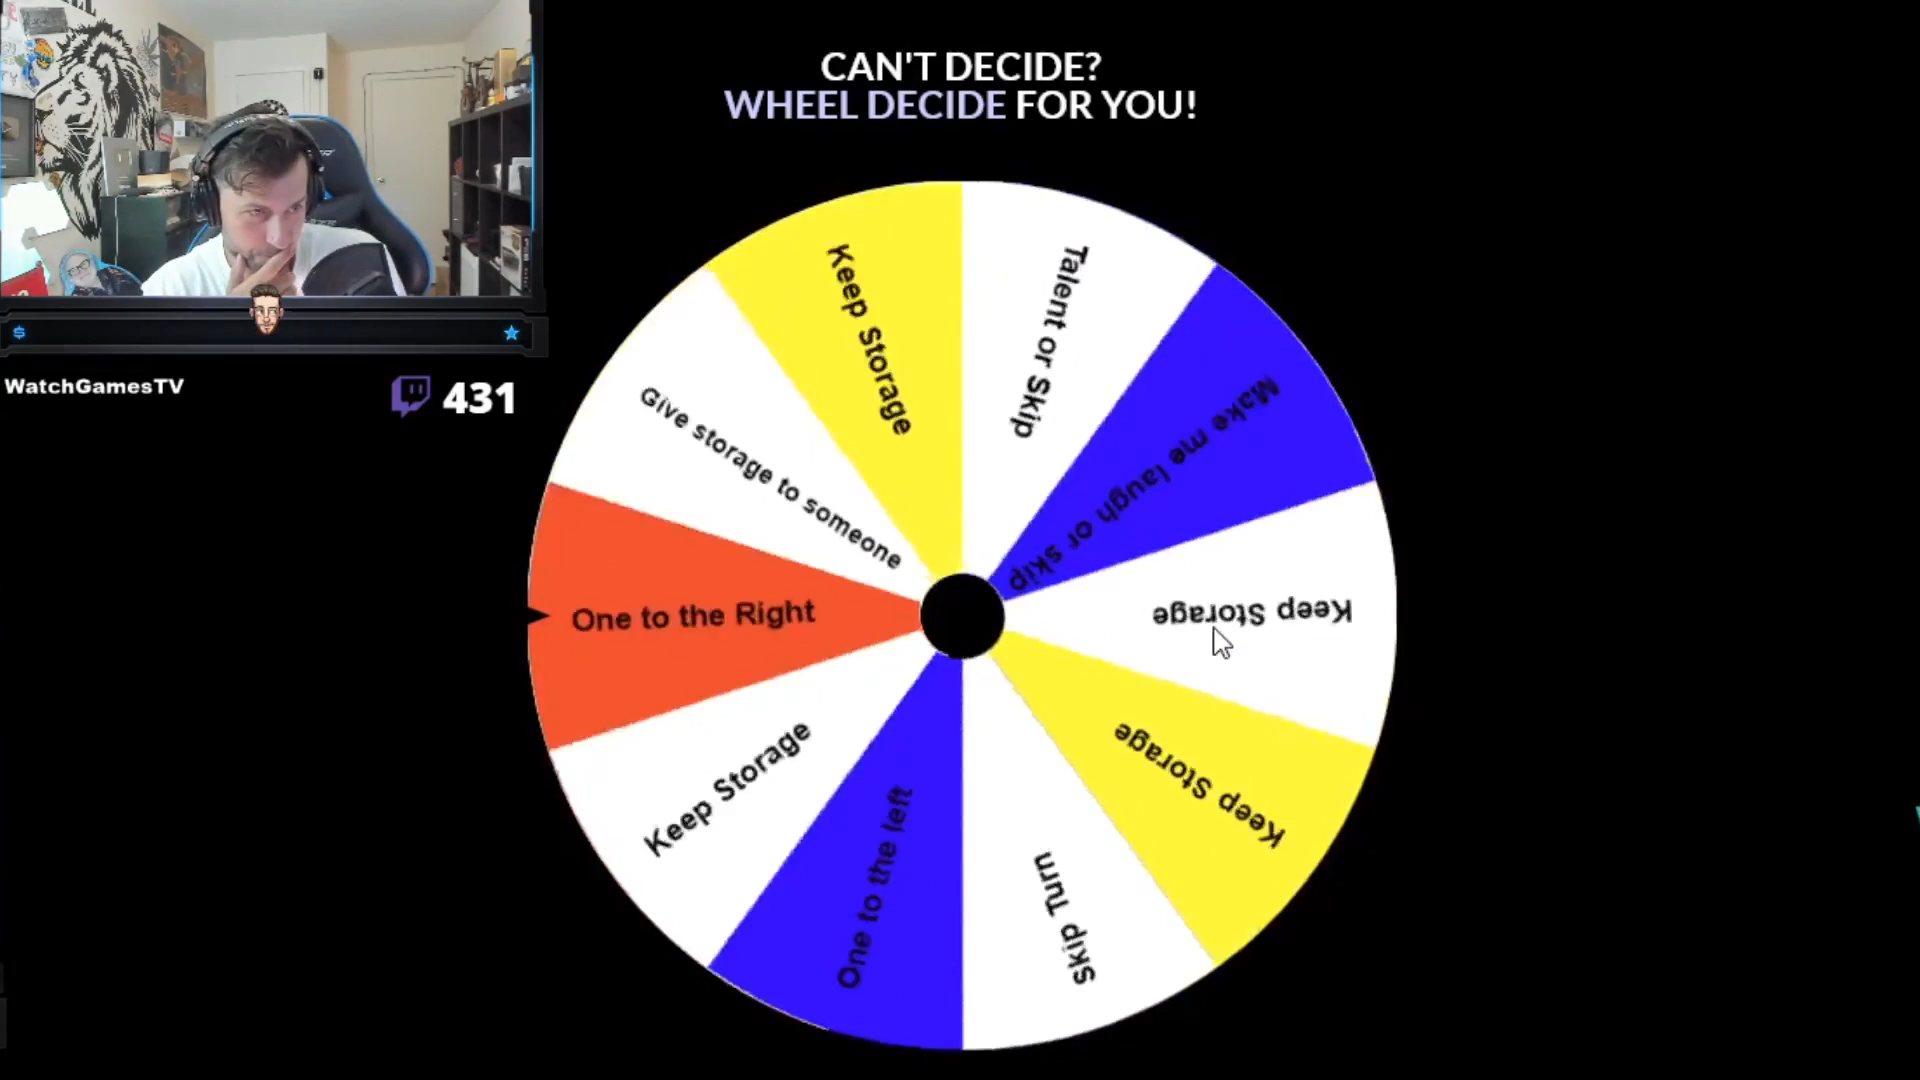 CAN'T DECIDE?
WHEEL DECIDE FOR YOU!
WatchGamesTV
431
Keep Storage
Talent or Skip
Make me laugh or skip
Keep Storage
Keep Storage
Skip Turn
One to the left
Keep Storage
One to the Right
Give storage to someone